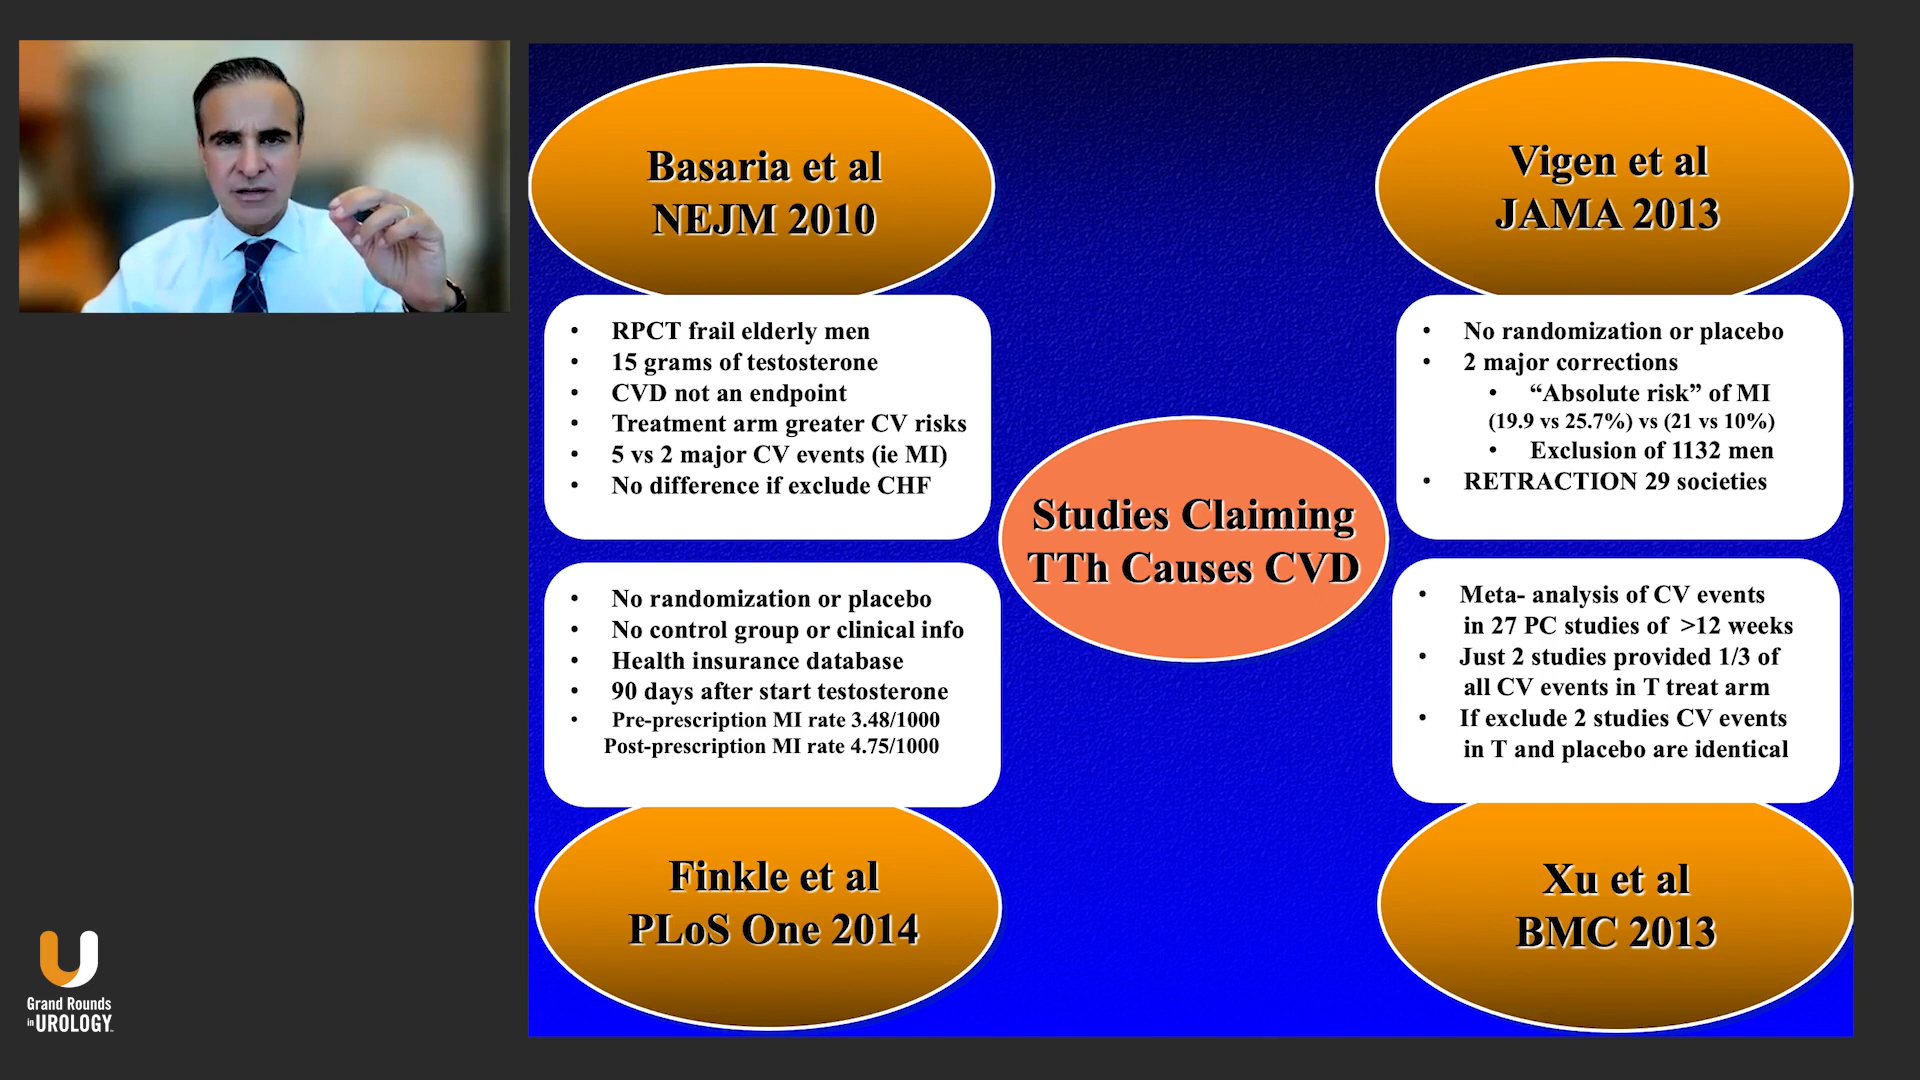 Basaria et al
NEJM 2010
• RPCT frail elderly men
• 15 grams of testosterone
• CVD not an endpoint
• Treatment arm greater CV risks
• 5 vs 2 major CV events (ie MI)
• No difference if exclude CHF
Vigen et al
JAMA 2013
• No randomization or placebo
• 2 major corrections
• “Absolute risk” of MI
(19.9 vs 25.7%) vs (21 vs 10%)
• Exclusion of 1132 men
• RETRACTION 29 societies
Studies Claiming
TTh Causes CVD
• No randomization or placebo
• No control group or clinical info
• Health insurance database
• 90 days after start testosterone
• Pre-prescription MI rate 3.48/1000
Post-prescription MI rate 4.75/1000
Finkle et al
PLoS One 2014
• Meta- analysis of CV events
in 27 PC studies of >12 weeks
• Just 2 studies provided 1/3 of
all CV events in T treat arm
• If exclude 2 studies CV events
in T and placebo are identical
Xu et al
BMC 2013
U
Grand Rounds
in UROLOGY™